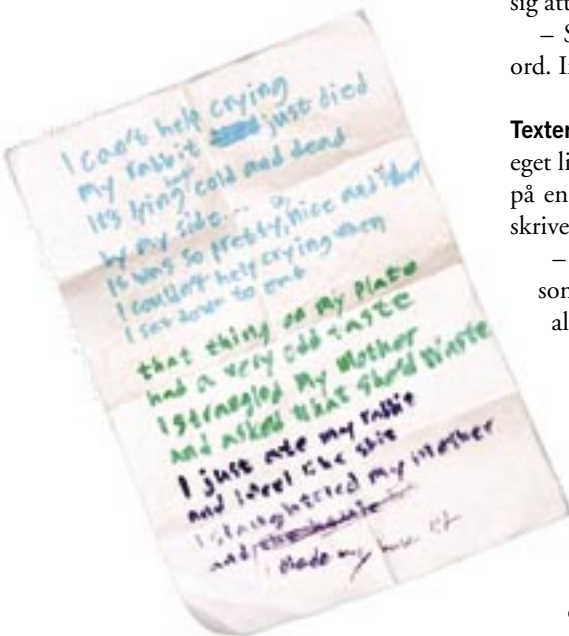 I can't help crying
My rabbit just died
It's lying here cold and dead
by my side...
It was so pretty, nice and
I couldn't help crying when
I sat down to eat
that thing on my plate
had a very odd taste
I strangled my Mother
and asked what she'd
I just ate my rabbit
and I feel like shit
I slaughtered my Mother
and
made my
sig att
– S
ord. I
Texter
eget li
på en
skrive
–
som
al